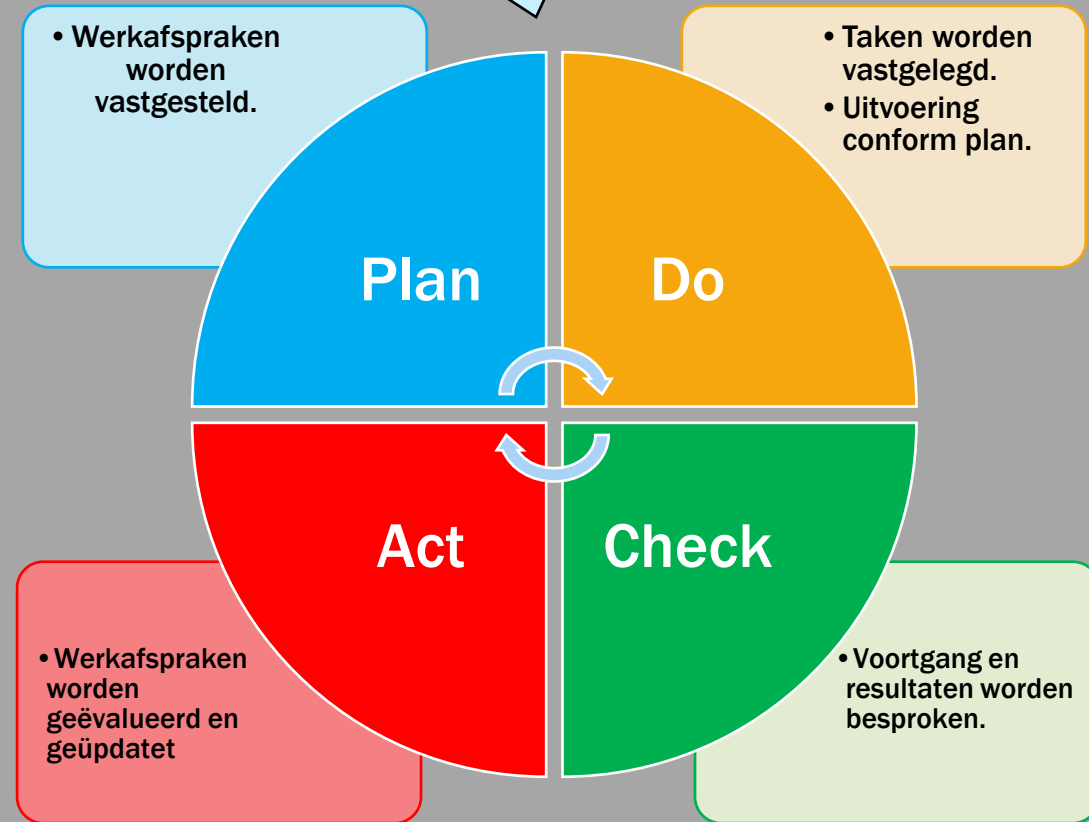 • Werkafspraken
worden
vastgesteld.
• Taken worden
vastgelegd.
• Uitvoering
conform plan.
Plan
Do
Act
Check
• Werkafspraken
worden
geëvalueerd en
geüpdatet
• Voortgang en
resultaten worden
besproken.